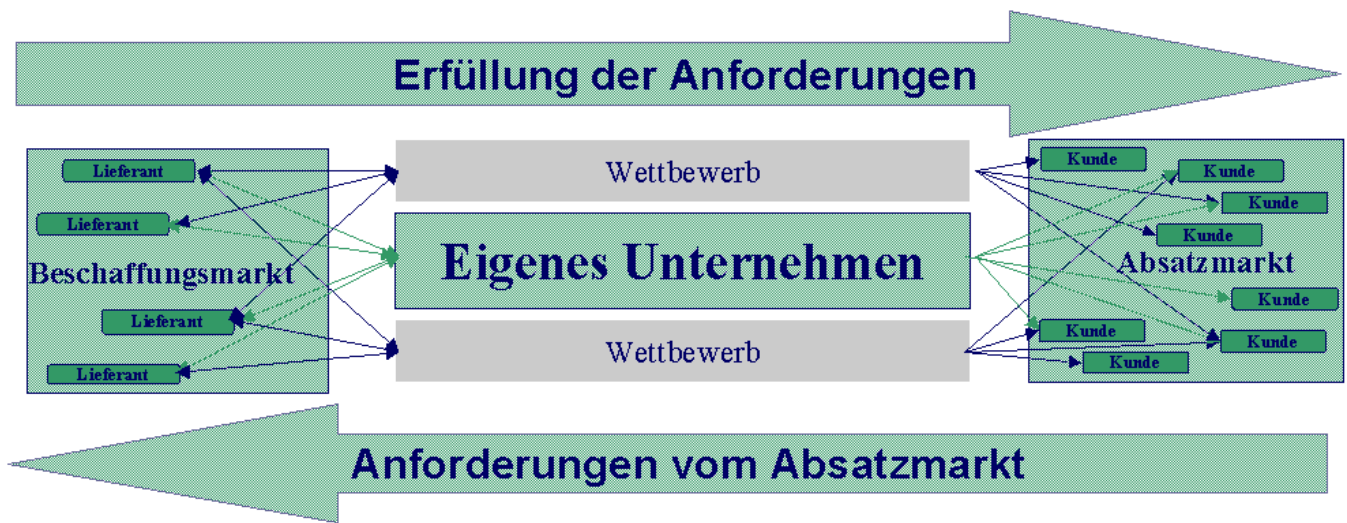 Erfüllung der Anforderungen
Lieferant
Lieferant
Beschaffungsmarkt
Lieferant
Lieferant
Wettbewerb
Eigenes Unternehmen
Wettbewerb
Kunde
Kunde
Kunde
Kunde
Absatzmarkt
Kunde
Kunde
Kunde
Kunde
Anforderungen vom Absatzmarkt